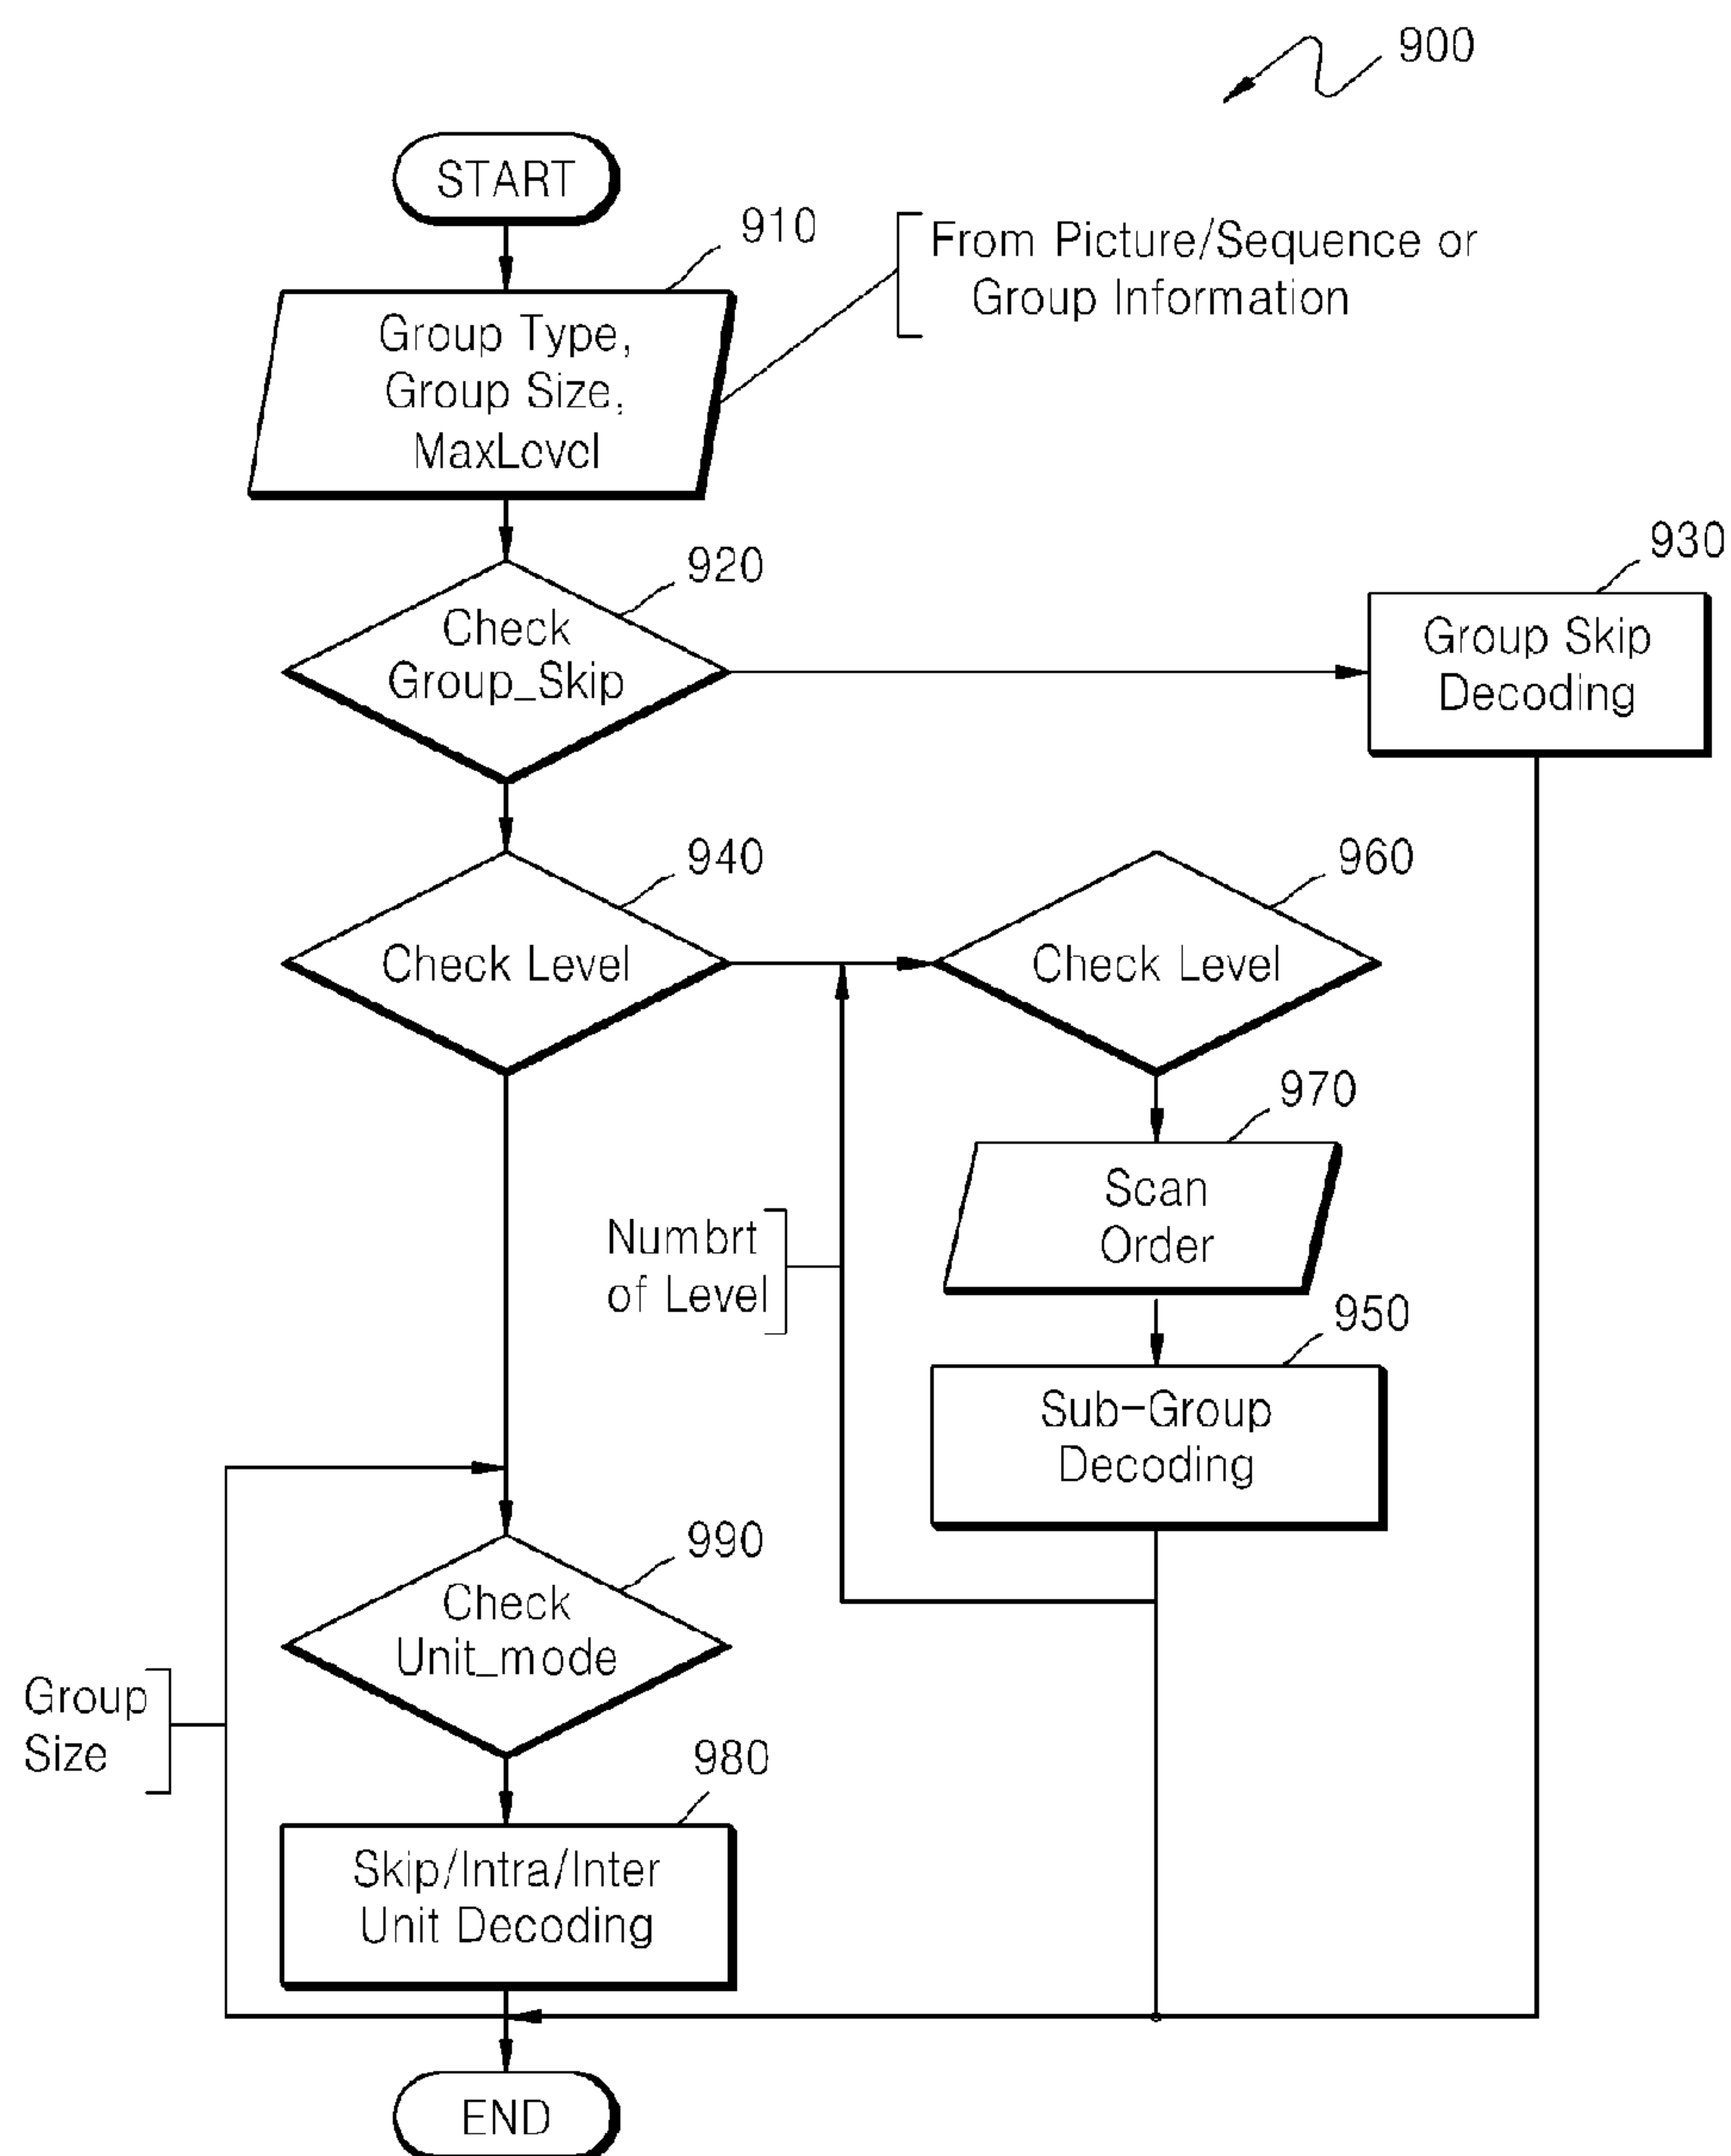 900
START
910
From Picture/Sequence or
Group Information
Group Type,
Group Size,
MaxLevel
920
Check
Group_Skip
930
Group Skip
Decoding
940
Check Level
960
Check Level
970
Scan
Order
Numbrt
of Level
950
Sub-Group
Decoding
990
Check
Unit_mode
Group
Size
980
Skip/Intra/Inter
Unit Decoding
END